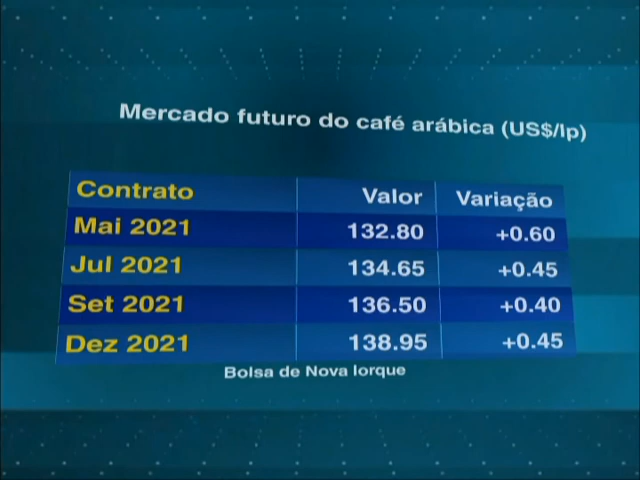 Mercado futuro do café arábica (US$/lp)
Contrato Valor Variação
Mai 2021 132.80 +0.60
Jul 2021 134.65 +0.45
Set 2021 136.50 +0.40
Dez 2021 138.95 +0.45
Bolsa de Nova Iorque